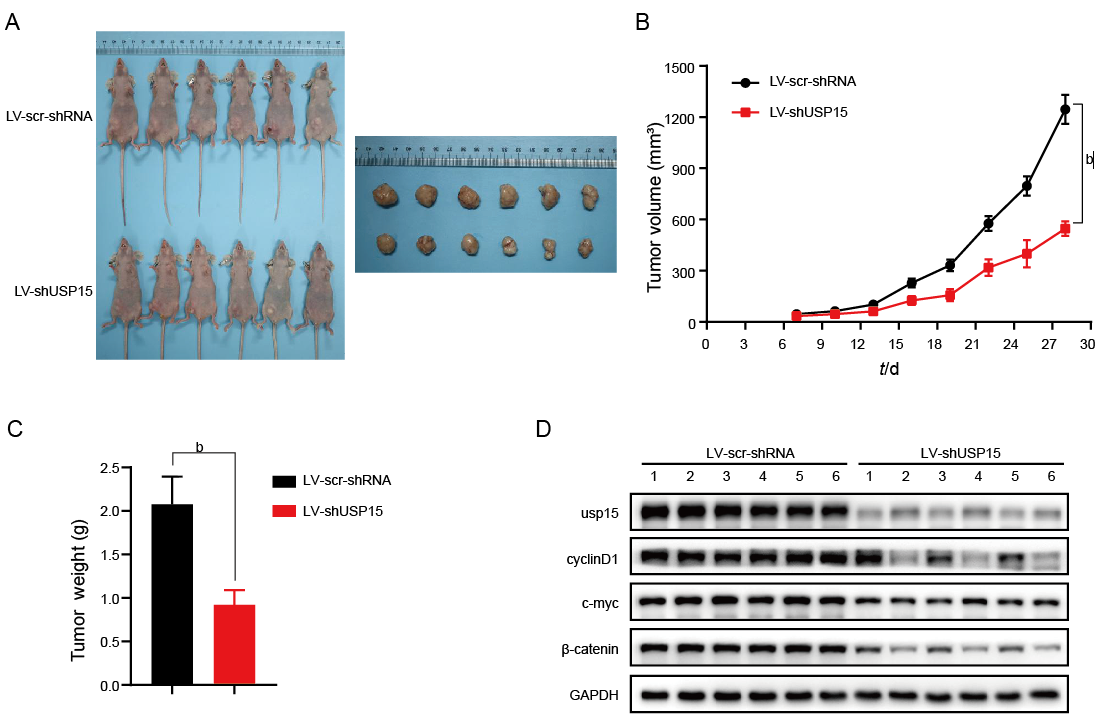 A
LV-scr-shRNA
LV-shUSP15
B
Tumor volume (mm³)
1500
1200
900
600
300
0
LV-scr-shRNA
LV-shUSP15
b
0 3 6 9 12 15 18 21 24 27 30
t/d
C
b
Tumor weight (g)
2.5
2.0
1.5
1.0
0.5
0.0
LV-scr-shRNA
LV-shUSP15
D
LV-scr-shRNA LV-shUSP15
1 2 3 4 5 6 1 2 3 4 5 6
usp15
cyclinD1
c-myc
β-catenin
GAPDH